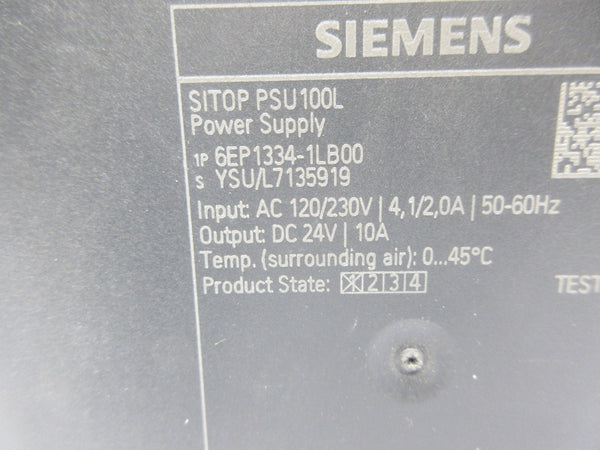 SIEMENS
SITOP PSU100L
Power Supply
1P 6EP1334-1LB00
S YSU/L7135919
Input: AC 120/230V | 4,1/2,0A | 50-60Hz
Output: DC 24V | 10A
Temp. (surrounding air): 0...45°C
Product State: X 2 3 4
TEST